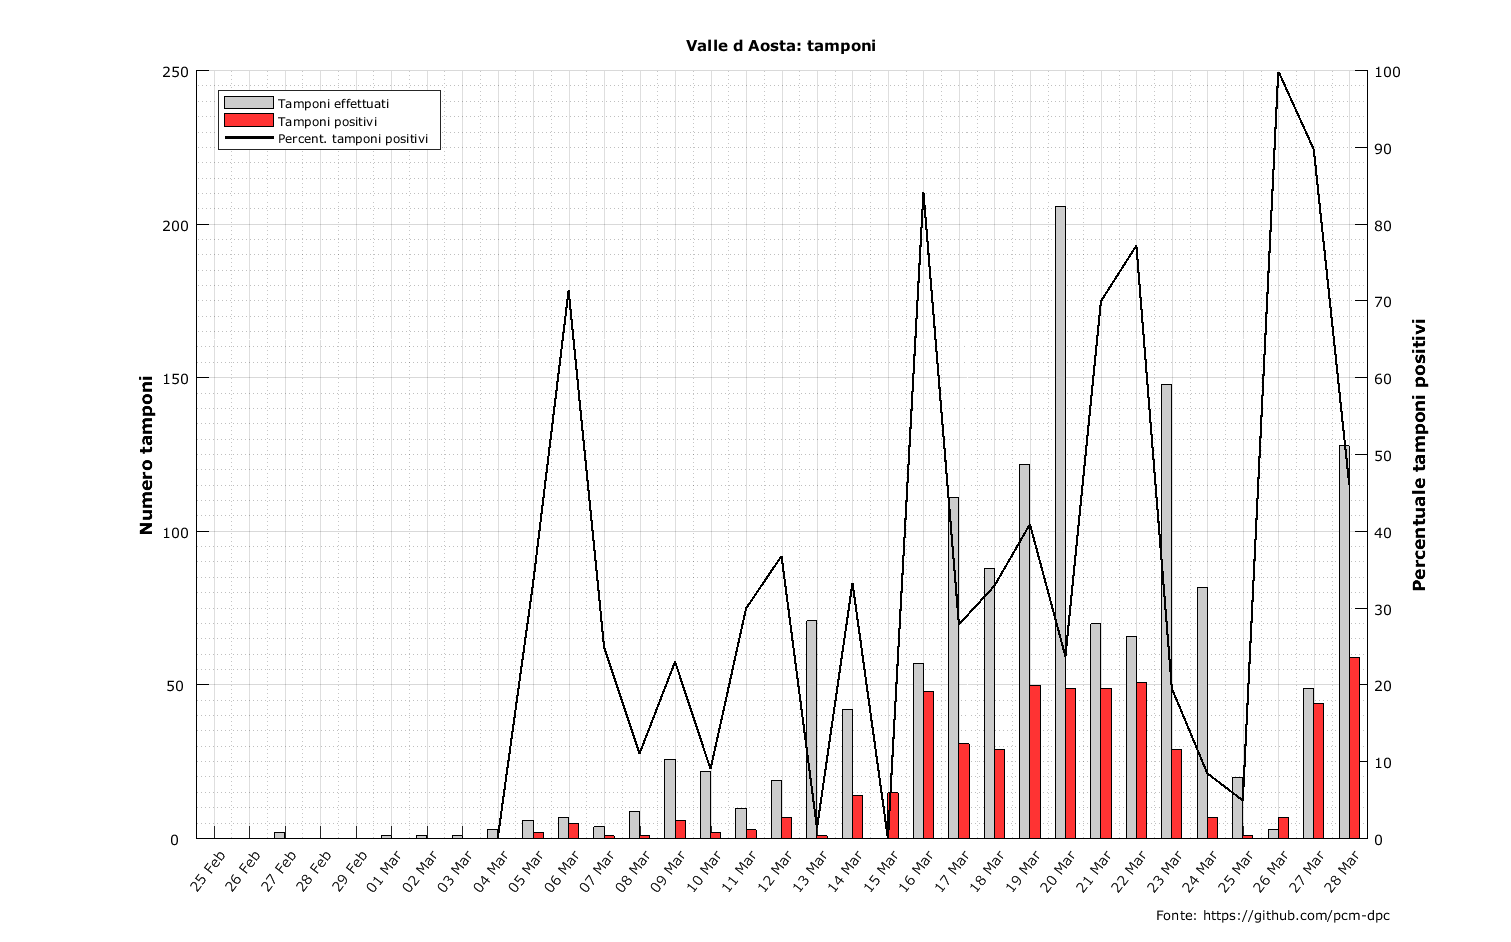 Valle d Aosta: tamponi
Tamponi effettuati
Tamponi positivi
Percent. tamponi positivi
Numero tamponi
250
200
150
100
50
0
Percentuale tamponi positivi
100
90
80
70
60
50
40
30
20
10
0
25 Feb
26 Feb
27 Feb
28 Feb
29 Feb
01 Mar
02 Mar
03 Mar
04 Mar
05 Mar
06 Mar
07 Mar
08 Mar
09 Mar
10 Mar
11 Mar
12 Mar
13 Mar
14 Mar
15 Mar
16 Mar
17 Mar
18 Mar
19 Mar
20 Mar
21 Mar
22 Mar
23 Mar
24 Mar
25 Mar
26 Mar
27 Mar
28 Mar
Fonte: https://github.com/pcm-dpc